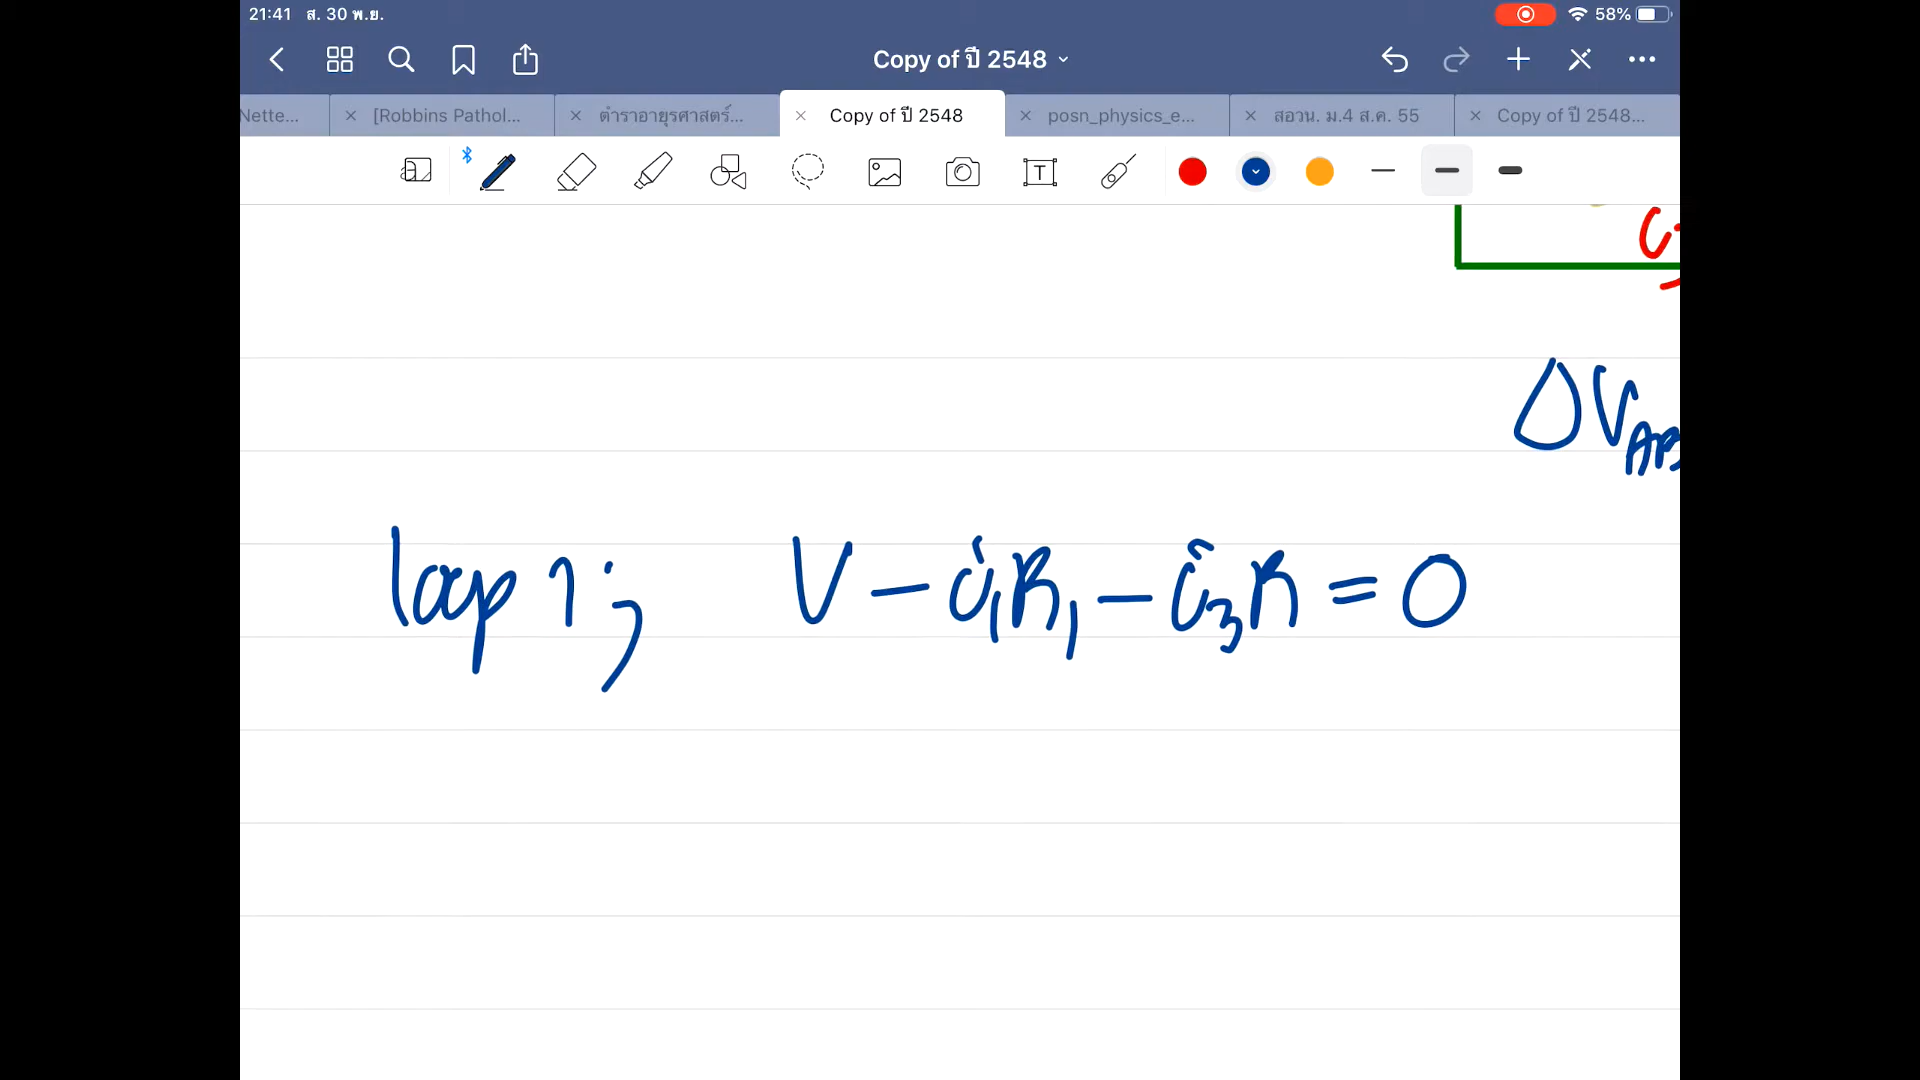 21:41 ส. 30 พ.ย. 58%
Copy of ปี 2548
Nette... [Robbins Pathol... ตำราอายุรศาสตร์... Copy of ปี 2548 posn_physics_e... สอวน. ม.4 ส.ค. 55 Copy of ปี 2548...
T
ΔV_AB
loop 1; V − i₁R₁ − i₃R = 0